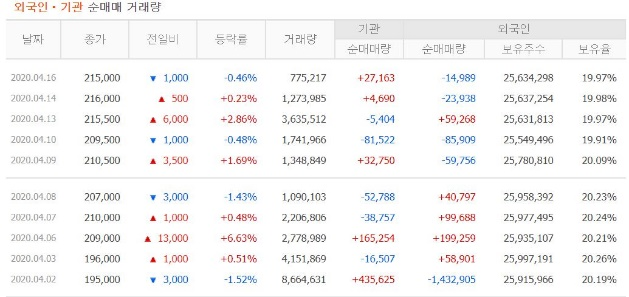 외국인・기관 순매매 거래량
날짜 종가 전일비 등락률 거래량 기관 외국인
순매매량 순매매량 보유주수 보유율
2020.04.16 215,000 ▼ 1,000 -0.46% 775,217 +27,163 -14,989 25,634,298 19.97%
2020.04.14 216,000 ▲ 500 +0.23% 1,273,985 +4,690 -23,938 25,637,254 19.98%
2020.04.13 215,500 ▲ 6,000 +2.86% 3,635,512 -5,404 +59,268 25,631,813 19.97%
2020.04.10 209,500 ▼ 1,000 -0.48% 1,741,966 -81,522 -85,909 25,549,496 19.91%
2020.04.09 210,500 ▲ 3,500 +1.69% 1,348,849 +32,750 -59,756 25,780,810 20.09%
2020.04.08 207,000 ▼ 3,000 -1.43% 1,090,103 -52,788 +40,797 25,958,392 20.23%
2020.04.07 210,000 ▲ 1,000 +0.48% 2,206,806 -38,757 +99,688 25,977,495 20.24%
2020.04.06 209,000 ▲ 13,000 +6.63% 2,778,989 +165,254 +199,259 25,935,107 20.21%
2020.04.03 196,000 ▲ 1,000 +0.51% 4,151,869 -16,507 +58,901 25,997,191 20.26%
2020.04.02 195,000 ▼ 3,000 -1.52% 8,664,631 +435,625 -1,432,905 25,915,966 20.19%